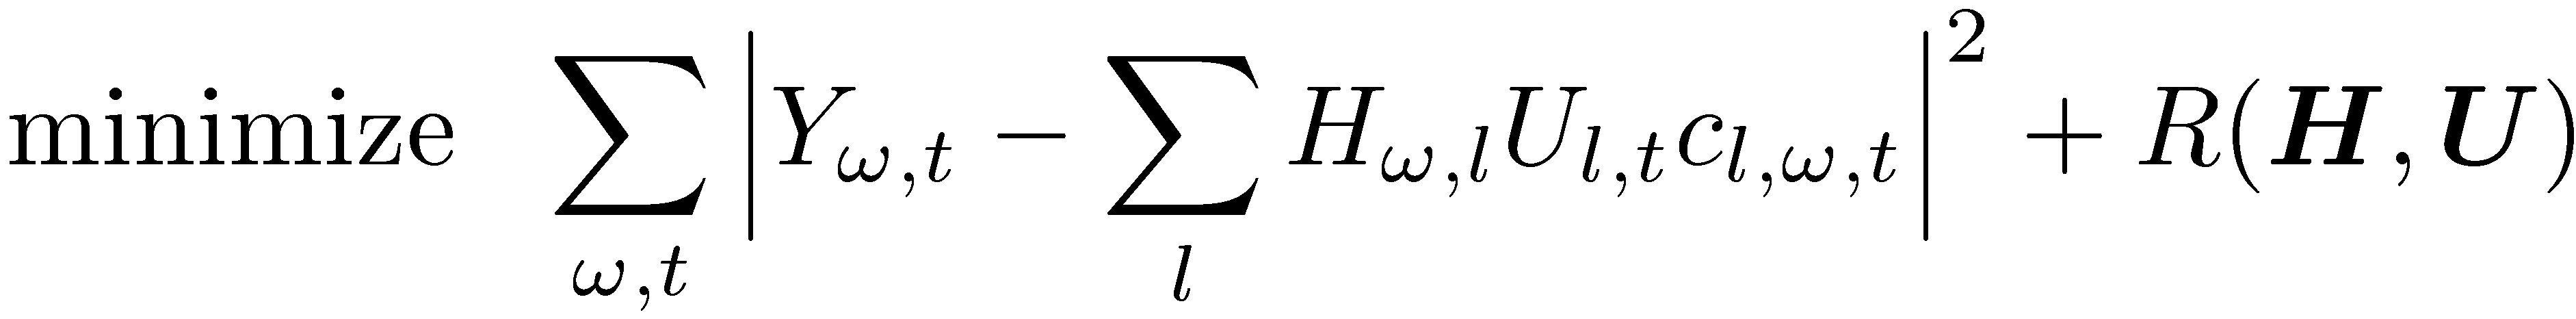 minimize \sum_{\omega,t} \left| Y_{\omega,t} - \sum_{l} H_{\omega,l} U_{l,t} c_{l,\omega,t} \right|^2 + R(\boldsymbol{H}, \boldsymbol{U})